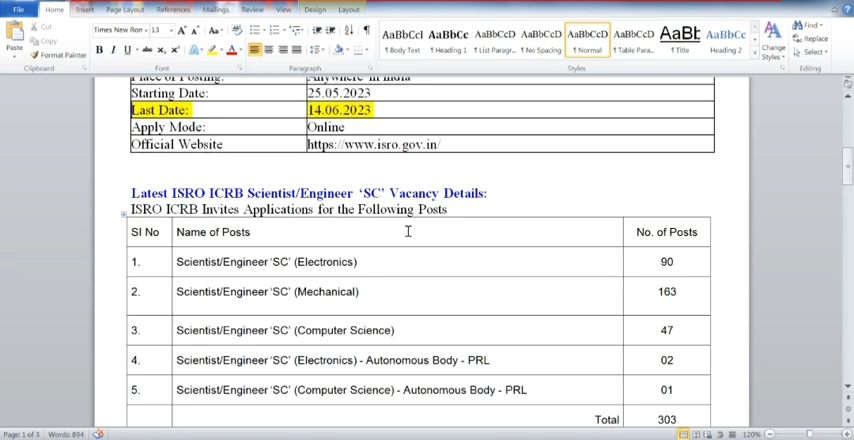 File Home Insert Page Layout References Mailings Review View Design Layout
Cut
Copy
Paste Format Painter
Times New Ron 13
AaBbCcI AaBbCc AaBbCcD AaBbCcD AaBbCcD AaBbCcD AaBb AaBbCc
¶ Body Text ¶ Heading 1 ¶ List Paragr... ¶ No Spacing ¶ Normal ¶ Table Para... ¶ Title Heading 2
Change Styles
Find
Replace
Select
Clipboard Font Paragraph Styles Editing
Place of Posting: Anywhere in India
Starting Date: 25.05.2023
Last Date: 14.06.2023
Apply Mode: Online
Official Website https://www.isro.gov.in/
Latest ISRO ICRB Scientist/Engineer ‘SC’ Vacancy Details:
ISRO ICRB Invites Applications for the Following Posts
SI No Name of Posts No. of Posts
1. Scientist/Engineer ‘SC’ (Electronics) 90
2. Scientist/Engineer ‘SC’ (Mechanical) 163
3. Scientist/Engineer ‘SC’ (Computer Science) 47
4. Scientist/Engineer ‘SC’ (Electronics) - Autonomous Body - PRL 02
5. Scientist/Engineer ‘SC’ (Computer Science) - Autonomous Body - PRL 01
Total 303
Page: 1 of 3 Words: 894 120%